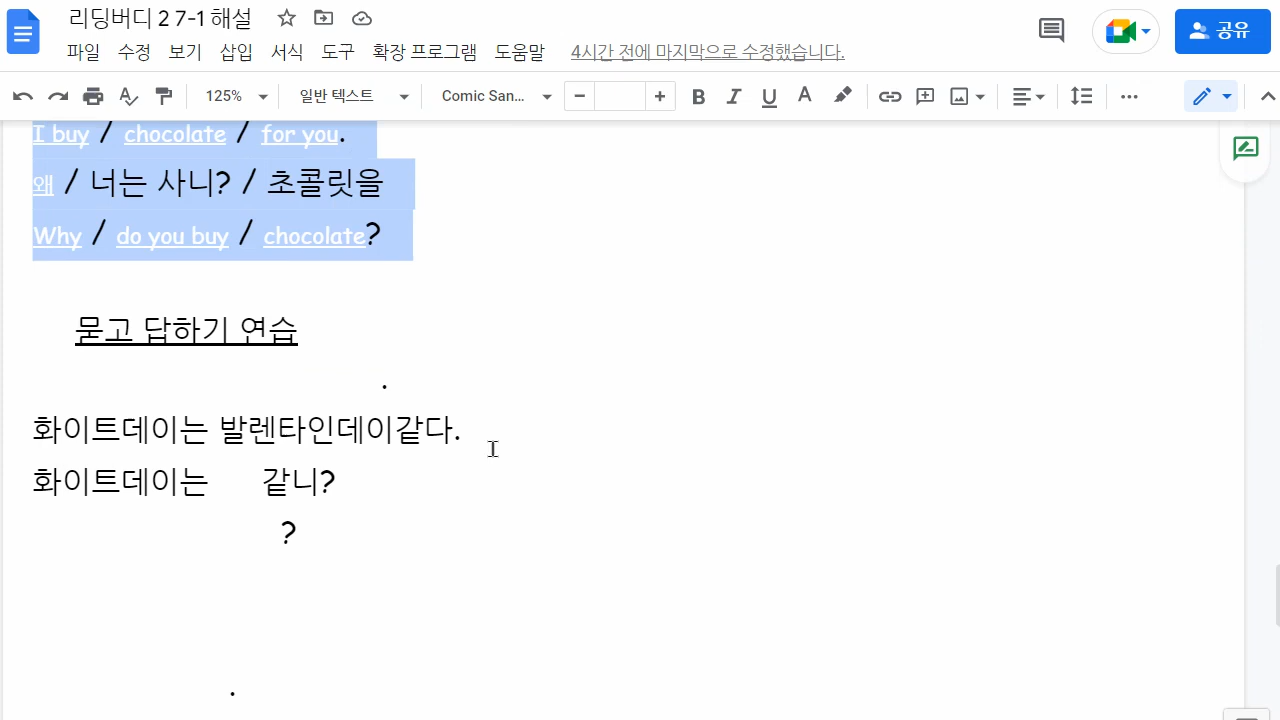 리딩버디 2 7-1 해설
파일 수정 보기 삽입 서식 도구 확장 프로그램 도움말 4시간 전에 마지막으로 수정했습니다.
공유
125% 일반 텍스트 Comic San... − + B I U A
I buy / chocolate / for you.
왜 / 너는 사니? / 초콜릿을
Why / do you buy / chocolate?
묻고 답하기 연습
.
화이트데이는 발렌타인데이같다.
화이트데이는 같니?
?
.